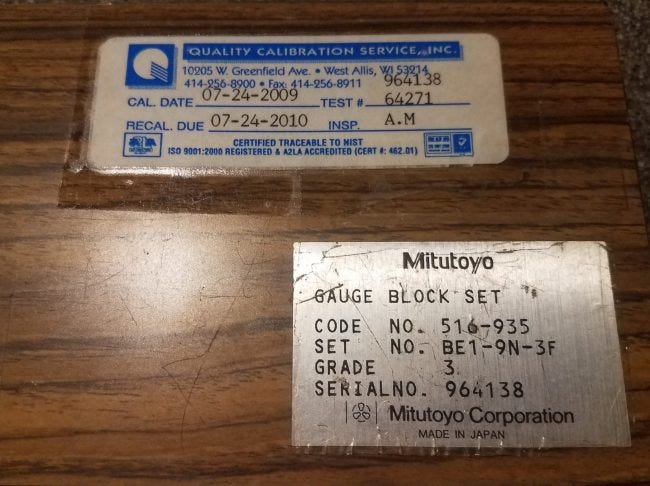 QUALITY CALIBRATION SERVICE, INC.
10205 W. Greenfield Ave. • West Allis, WI 53214
414-256-8900 • Fax: 414-256-8911 964138
CAL. DATE 07-24-2009 TEST # 64271
RECAL. DUE 07-24-2010 INSP. A.M
CERTIFIED TRACEABLE TO NIST
ISO 9001:2000 REGISTERED & A2LA ACCREDITED (CERT #: 462.01)
Mitutoyo
GAUGE BLOCK SET
CODE NO. 516-935
SET NO. BE1-9N-3F
GRADE 3
SERIALNO. 964138
Mitutoyo Corporation
MADE IN JAPAN